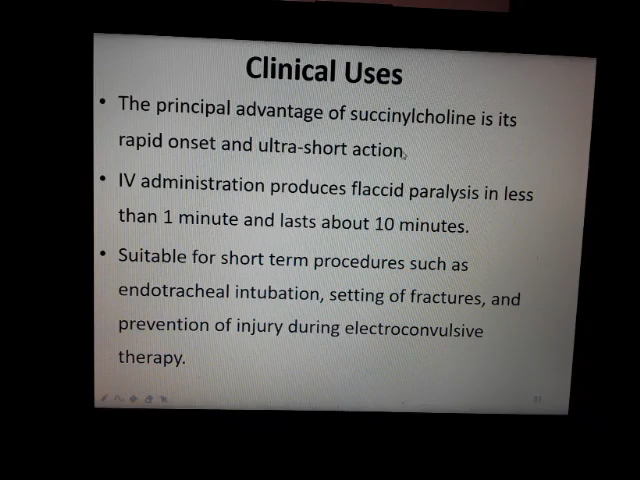 Clinical Uses
• The principal advantage of succinylcholine is its
rapid onset and ultra-short action.
• IV administration produces flaccid paralysis in less
than 1 minute and lasts about 10 minutes.
• Suitable for short term procedures such as
endotracheal intubation, setting of fractures, and
prevention of injury during electroconvulsive
therapy.